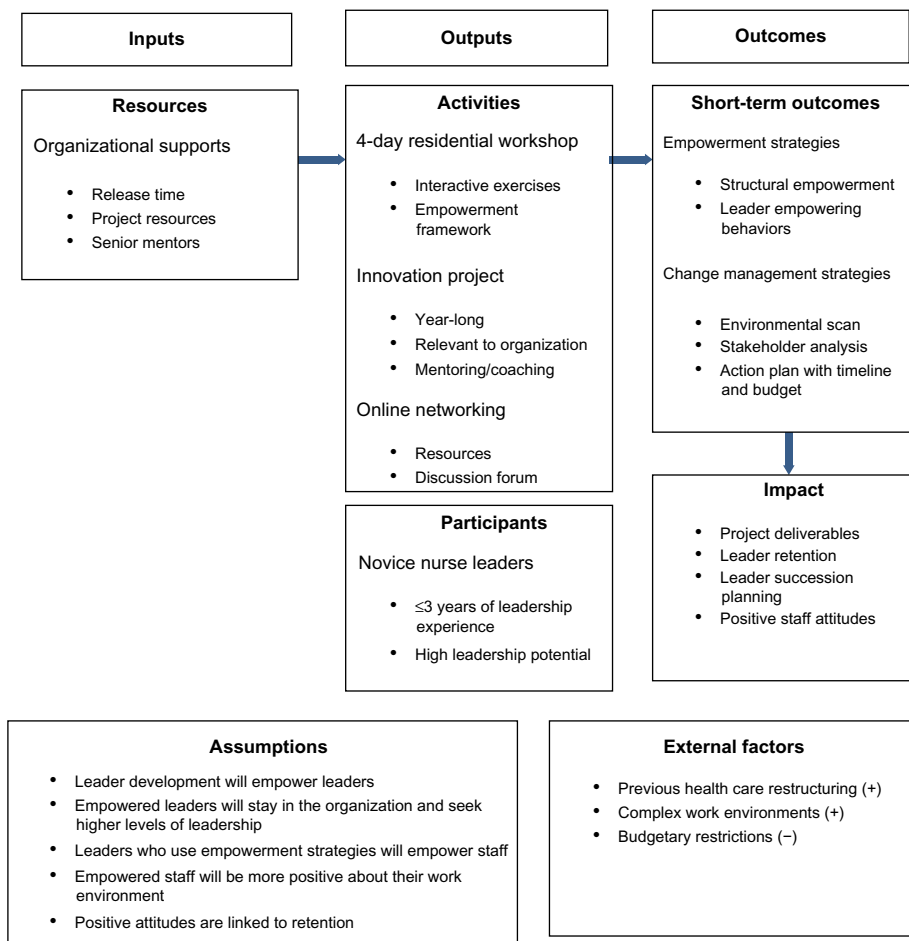 Inputs
Outputs
Outcomes
Resources
Organizational supports
• Release time
• Project resources
• Senior mentors
Activities
4-day residential workshop
• Interactive exercises
• Empowerment
framework
Innovation project
• Year-long
• Relevant to organization
• Mentoring/coaching
Online networking
• Resources
• Discussion forum
Participants
Novice nurse leaders
• ≤3 years of leadership
experience
• High leadership potential
Short-term outcomes
Empowerment strategies
• Structural empowerment
• Leader empowering
behaviors
Change management strategies
• Environmental scan
• Stakeholder analysis
• Action plan with timeline
and budget
Impact
• Project deliverables
• Leader retention
• Leader succession
planning
• Positive staff attitudes
Assumptions
• Leader development will empower leaders
• Empowered leaders will stay in the organization and seek
higher levels of leadership
• Leaders who use empowerment strategies will empower staff
• Empowered staff will be more positive about their work
environment
• Positive attitudes are linked to retention
External factors
• Previous health care restructuring (+)
• Complex work environments (+)
• Budgetary restrictions (−)